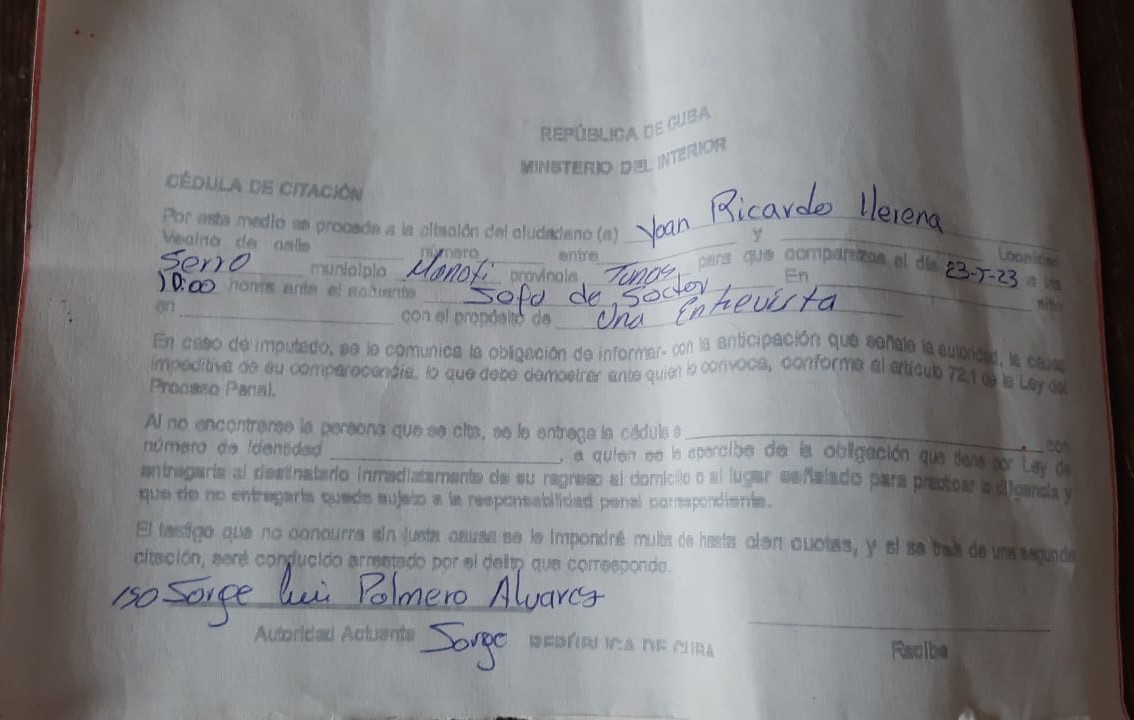 REPÚBLICA DE CUBA
MINISTERIO DEL INTERIOR
CÉDULA DE CITACIÓN
Por este medio se procede a la citación del ciudadano (a) Yoan Ricardo Llerena
Vecino de calle número entre y Localidad
Serro municipio Manatí provincia Tunas para que comparezca el día 23-5-23 a las
10:00 horas ante el actuante Sofo de Soctor En sitio
en con el propósito de Una Entrevista
En caso de imputado, se le comunica la obligación de informar- con la anticipación que señale la autoridad, la causa
impeditiva de su comparecencia, lo que debe demostrar ante quién lo convoca, conforme al artículo 72.1 de la Ley del
Proceso Penal.
Al no encontrarse la persona que se cita, se le entrega la cédula a con
número de identidad , a quien se le apercibe de la obligación que tiene por Ley de
entregarla al destinatario inmediatamente de su regreso al domicilio o al lugar señalado para practicar la diligencia y
que de no entregarla queda sujeto a la responsabilidad penal correspondiente.
El testigo que no concurra sin justa causa se le impondrá multa de hasta cien cuotas, y si se trata de una segunda
citación, será conducido arrestado por el delito que corresponda.
Sorge Luis Palmero Alvares
Autoridad Actuante Sorge REPÚBLICA DE CUBA
Recibe